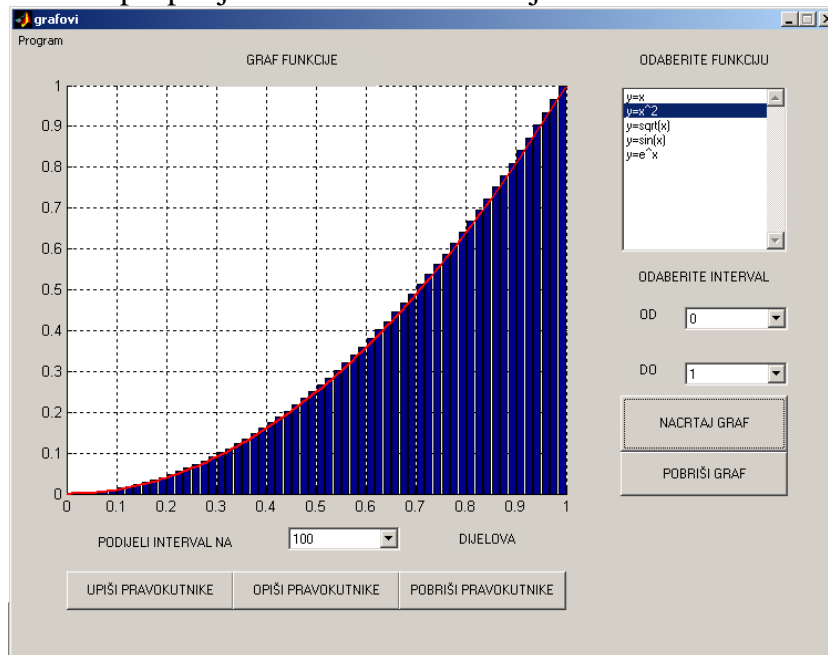 grafovi
Program
GRAF FUNKCIJE
ODABERITE FUNKCIJU
y=x
y=x^2
y=sqrt(x)
y=sin(x)
y=e^x
1
0.9
0.8
0.7
0.6
0.5
0.4
0.3
0.2
0.1
0
0 0.1 0.2 0.3 0.4 0.5 0.6 0.7 0.8 0.9 1
ODABERITE INTERVAL
OD 0
DO 1
NACRTAJ GRAF
POBRIŠI GRAF
PODIJELI INTERVAL NA 100 DIJELOVA
UPIŠI PRAVOKUTNIKE OPIŠI PRAVOKUTNIKE POBRIŠI PRAVOKUTNIKE